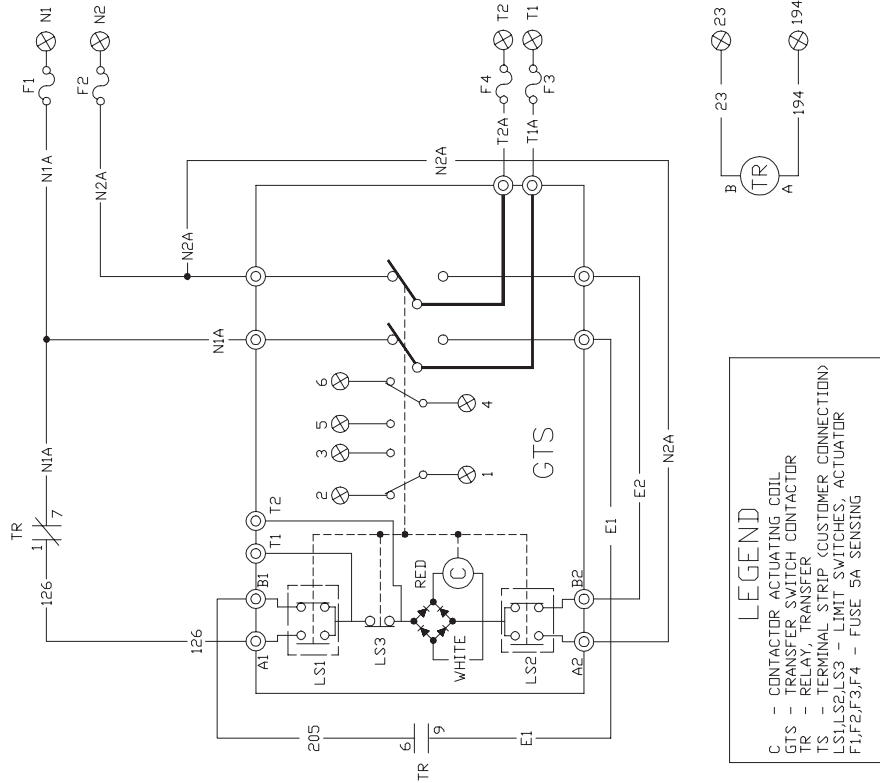 F1
N1
F2
N2
N1A
N2A
TR
1
7
N1A
126
N1A
N2A
126
N2A
F4
T2
F3
T1
T2A
T1A
A1
B1
T1
T2
2
3
5
6
1
4
LS1
LS3
RED
C
WHITE
LS2
GTS
A2
B2
205
TR
6
9
E1
E1
E2
N2A
B
TR
A
23
23
194
194
LEGEND
C - CONTACTOR ACTUATING COIL
GTS - TRANSFER SWITCH CONTACTOR
TR - RELAY, TRANSFER
TS - TERMINAL STRIP (CUSTOMER CONNECTION)
LS1,LS2,LS3 - LIMIT SWITCHES, ACTUATOR
F1,F2,F3,F4 - FUSE 5A SENSING